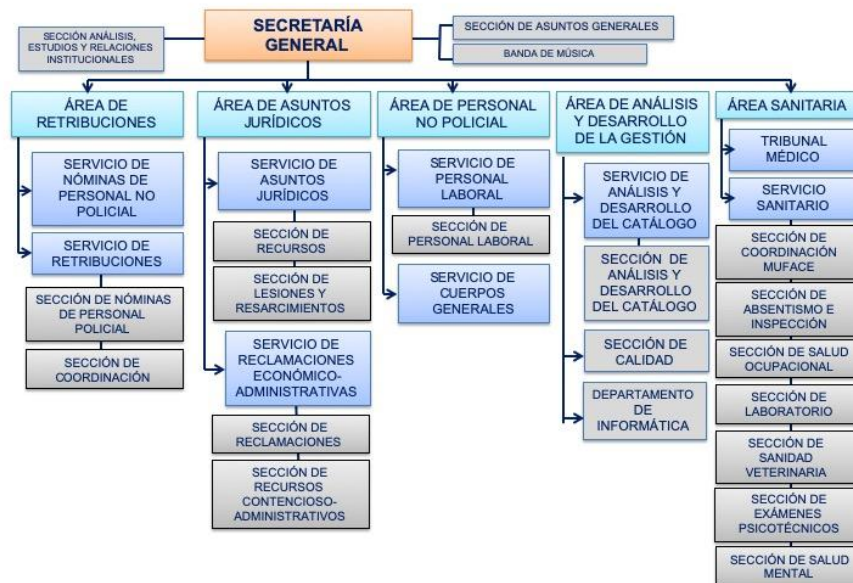 SECRETARÍA
GENERAL
SECCIÓN ANÁLISIS,
ESTUDIOS Y RELACIONES
INSTITUCIONALES
SECCIÓN DE ASUNTOS GENERALES
BANDA DE MÚSICA
ÁREA DE
RETRIBUCIONES
SERVICIO DE
NÓMINAS DE
PERSONAL NO
POLICIAL
SERVICIO DE
RETRIBUCIONES
SECCIÓN DE NÓMINAS
DE PERSONAL
POLICIAL
SECCIÓN DE
COORDINACIÓN
ÁREA DE ASUNTOS
JURÍDICOS
SERVICIO DE
ASUNTOS
JURÍDICOS
SECCIÓN DE
RECURSOS
SECCIÓN DE
LESIONES Y
RESARCIMIENTOS
SERVICIO DE
RECLAMACIONES
ECONÓMICO-
ADMINISTRATIVAS
SECCIÓN DE
RECLAMACIONES
SECCIÓN DE
RECURSOS
CONTENCIOSO-
ADMINISTRATIVOS
ÁREA DE PERSONAL
NO POLICIAL
SERVICIO DE
PERSONAL
LABORAL
SECCIÓN DE
PERSONAL LABORAL
SERVICIO DE
CUERPOS
GENERALES
ÁREA DE ANÁLISIS
Y DESARROLLO
DE LA GESTIÓN
SERVICIO DE
ANÁLISIS Y
DESARROLLO
DEL CATÁLOGO
SECCIÓN DE
ANÁLISIS Y
DESARROLLO
DEL CATÁLOGO
SECCIÓN DE
CALIDAD
DEPARTAMENTO
DE
INFORMÁTICA
ÁREA SANITARIA
TRIBUNAL
MÉDICO
SERVICIO
SANITARIO
SECCIÓN DE
COORDINACIÓN
MUFACE
SECCIÓN DE
ABSENTISMO E
INSPECCIÓN
SECCIÓN DE SALUD
OCUPACIONAL
SECCIÓN DE
LABORATORIO
SECCIÓN DE
SANIDAD
VETERINARIA
SECCIÓN DE
EXÁMENES
PSICOTÉCNICOS
SECCIÓN DE SALUD
MENTAL